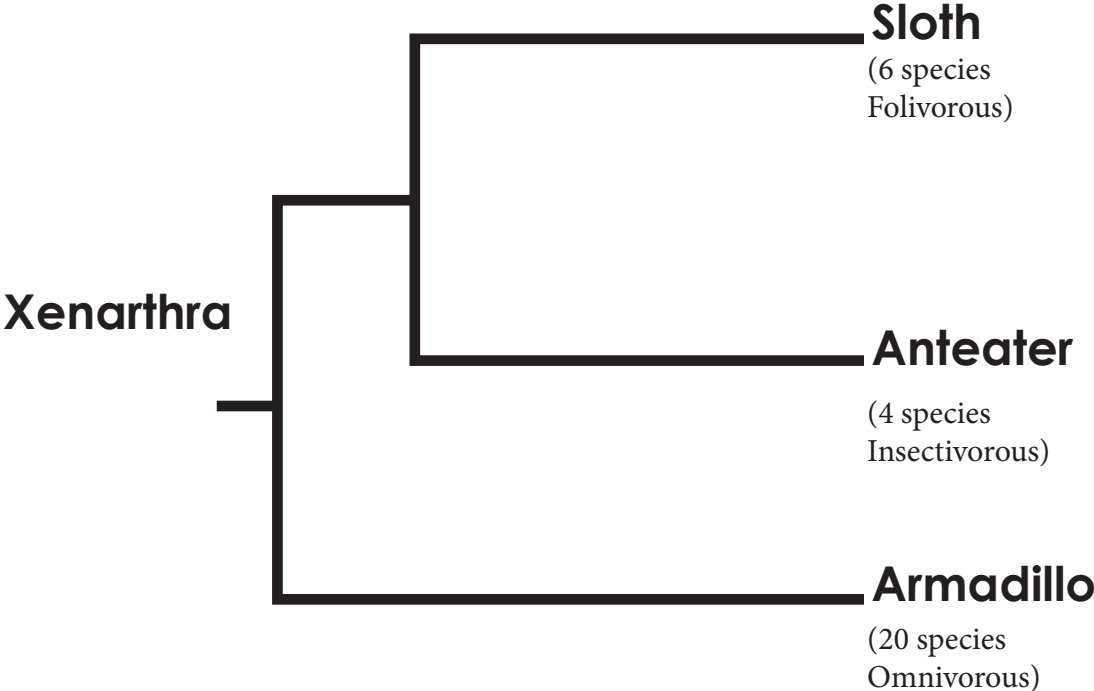 Sloth
(6 species
Folivorous)
Xenarthra
Anteater
(4 species
Insectivorous)
Armadillo
(20 species
Omnivorous)